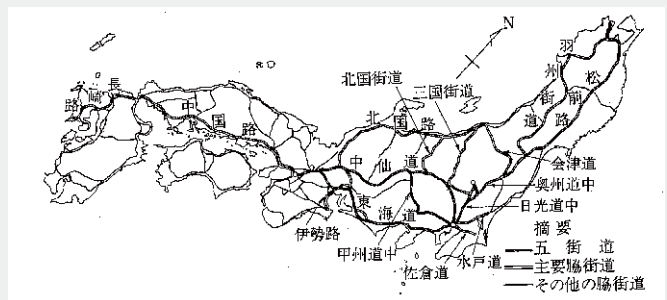 N
羽州街道
松前路
北国街道
三国街道
北国路
長崎路
中国路
中仙道
会津道
奥州道中
日光道中
東海道
伊勢路
甲州道中
佐倉道
水戸道
摘要
五街道
主要脇街道
その他の脇街道